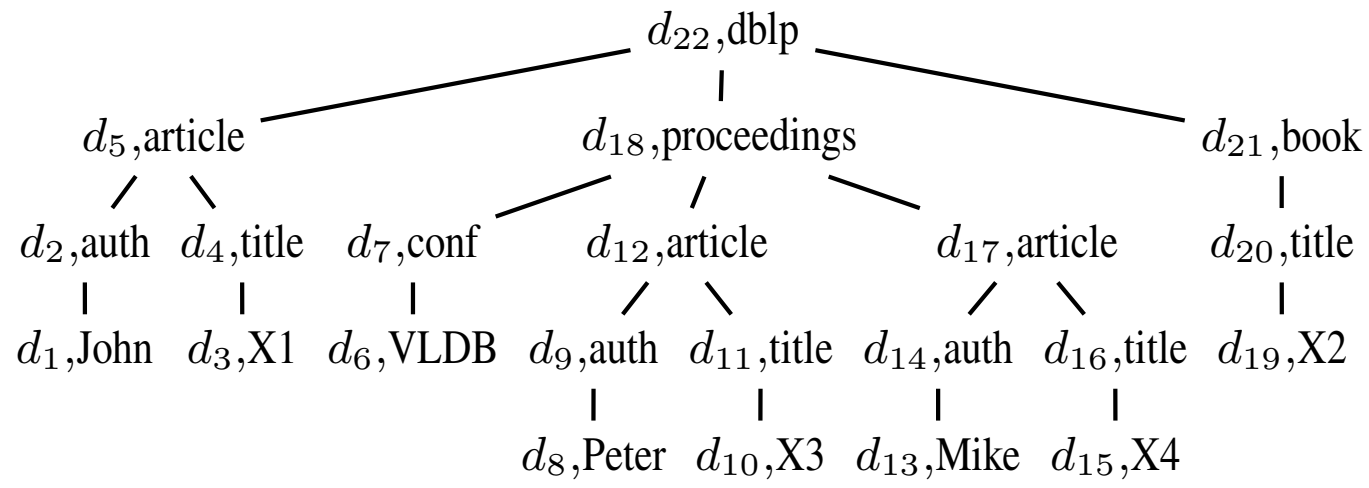 d22,dblp
d5,article d18,proceedings d21,book
d2,auth d4,title d7,conf d12,article d17,article d20,title
d1,John d3,X1 d6,VLDB d9,auth d11,title d14,auth d16,title d19,X2
d8,Peter d10,X3 d13,Mike d15,X4